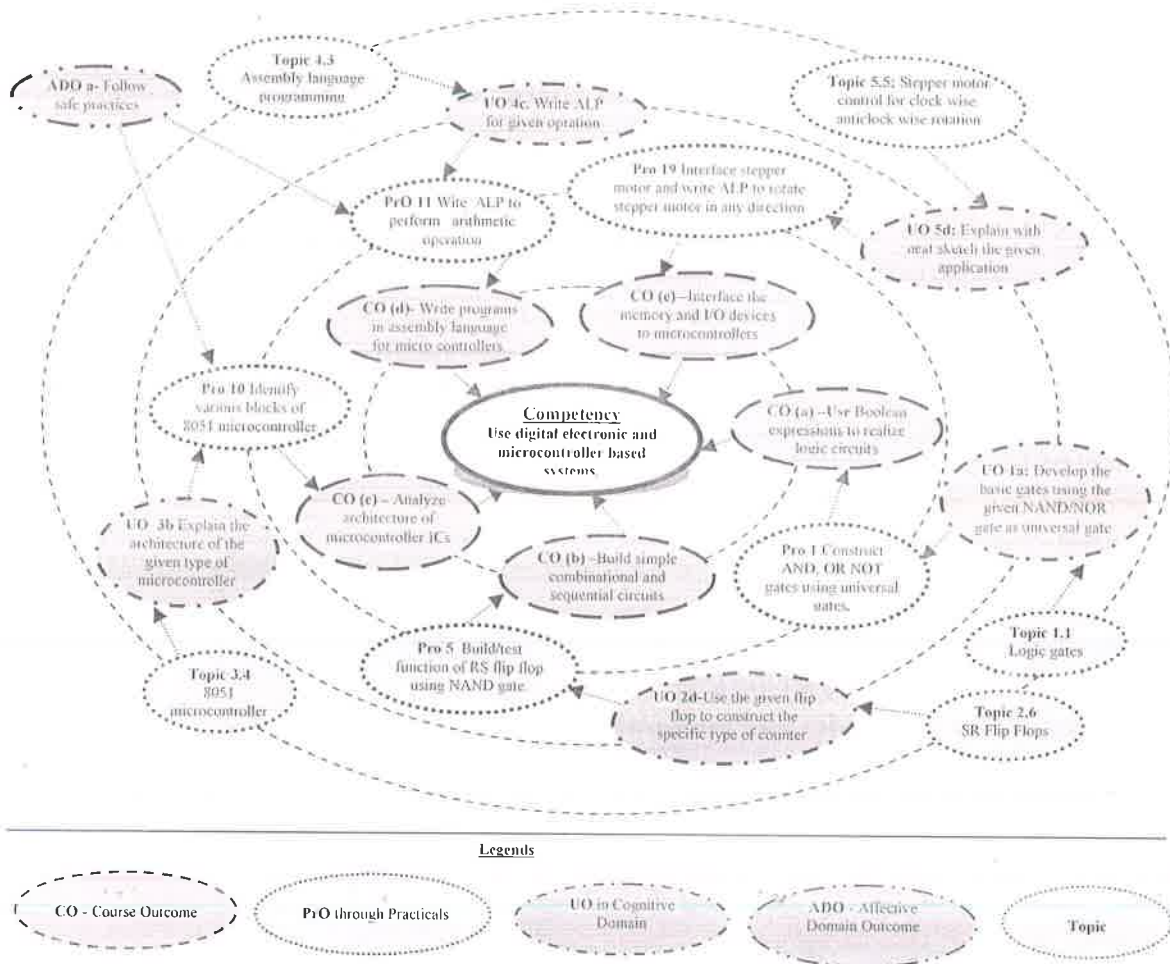 Topic 4.3
Assembly language
programming
ADO a- Follow
safe practices
UO 4c. Write ALP
for given opration
Topic 5.5: Stepper motor
control for clock wise
anticlock wise rotation
PrO 11 Wite ALP to
perform arithmetic
operation
Pro 19 Interface stepper
motor and write ALP to rotate
stepper motor in any direction
UO 5d: Explain with
neat sketch the given
application
CO (d)- Write programs
in assembly language
for micro controllers
CO (e) –Interface the
memory and I/O devices
to microcontrollers
Pro 10 Identify
various blocks of
8051 microcontroller
Competency
Use digital electronic and
microcontroller based
systems
CO (a) –Use Boolean
expressions to realize
logic circuits
CO (c) – Analyze
architecture of
microcontroller ICs
UO 1a: Develop the
basic gates using the
given NAND/NOR
gate as universal gate
UO 3b Explain the
architecture of the
given type of
microcontroller
CO (b) –Build simple
combinational and
sequential circuits
Pro 1 Construct
AND, OR NOT
gates using universal
gates.
Pro 5 Build/test
function of RS flip flop
using NAND gate
Topic 1.1
Logic gates
Topic 3.4
8051
microcontroller
UO 2d-Use the given flip
flop to construct the
specific type of counter
Topic 2.6
SR Flip Flops
Legends
CO - Course Outcome
PrO through Practicals
UO in Cognitive
Domain
ADO - Affective
Domain Outcome
Topic